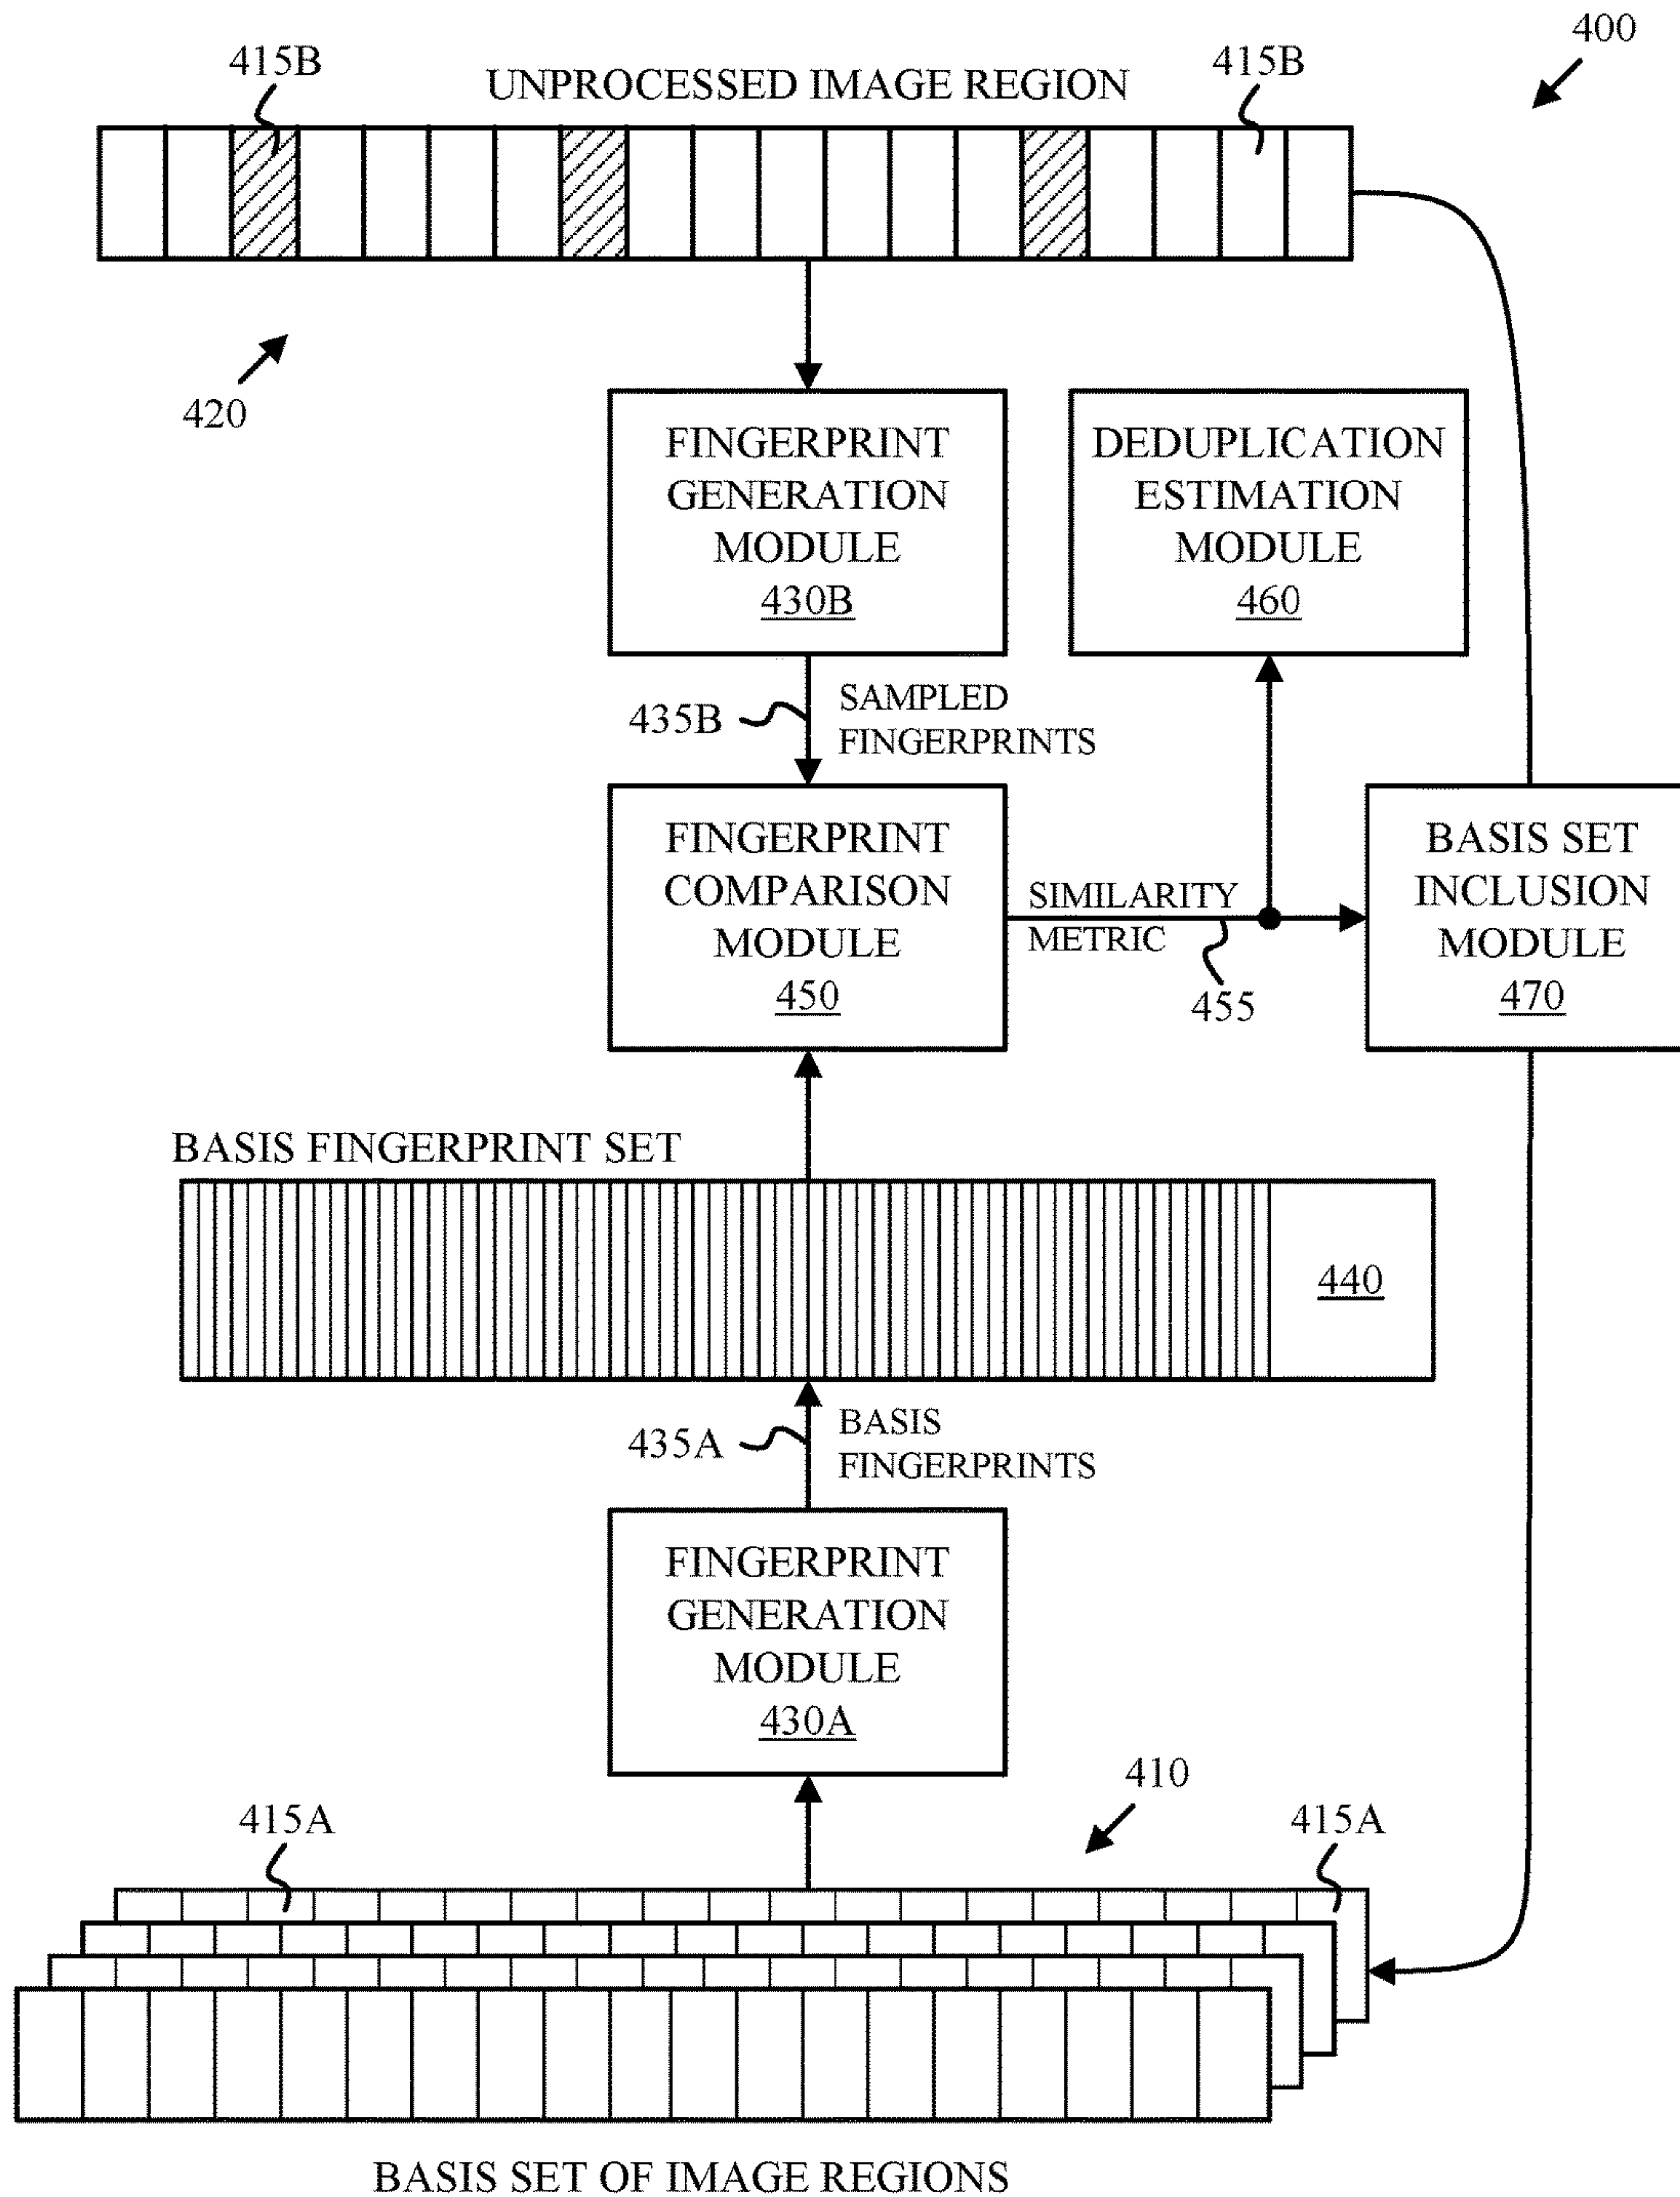 400
415B
UNPROCESSED IMAGE REGION
415B
420
FINGERPRINT
GENERATION
MODULE
430B
DEDUPLICATION
ESTIMATION
MODULE
460
435B
SAMPLED
FINGERPRINTS
FINGERPRINT
COMPARISON
MODULE
450
SIMILARITY
METRIC
455
BASIS SET
INCLUSION
MODULE
470
BASIS FINGERPRINT SET
440
435A
BASIS
FINGERPRINTS
FINGERPRINT
GENERATION
MODULE
430A
410
415A
415A
BASIS SET OF IMAGE REGIONS